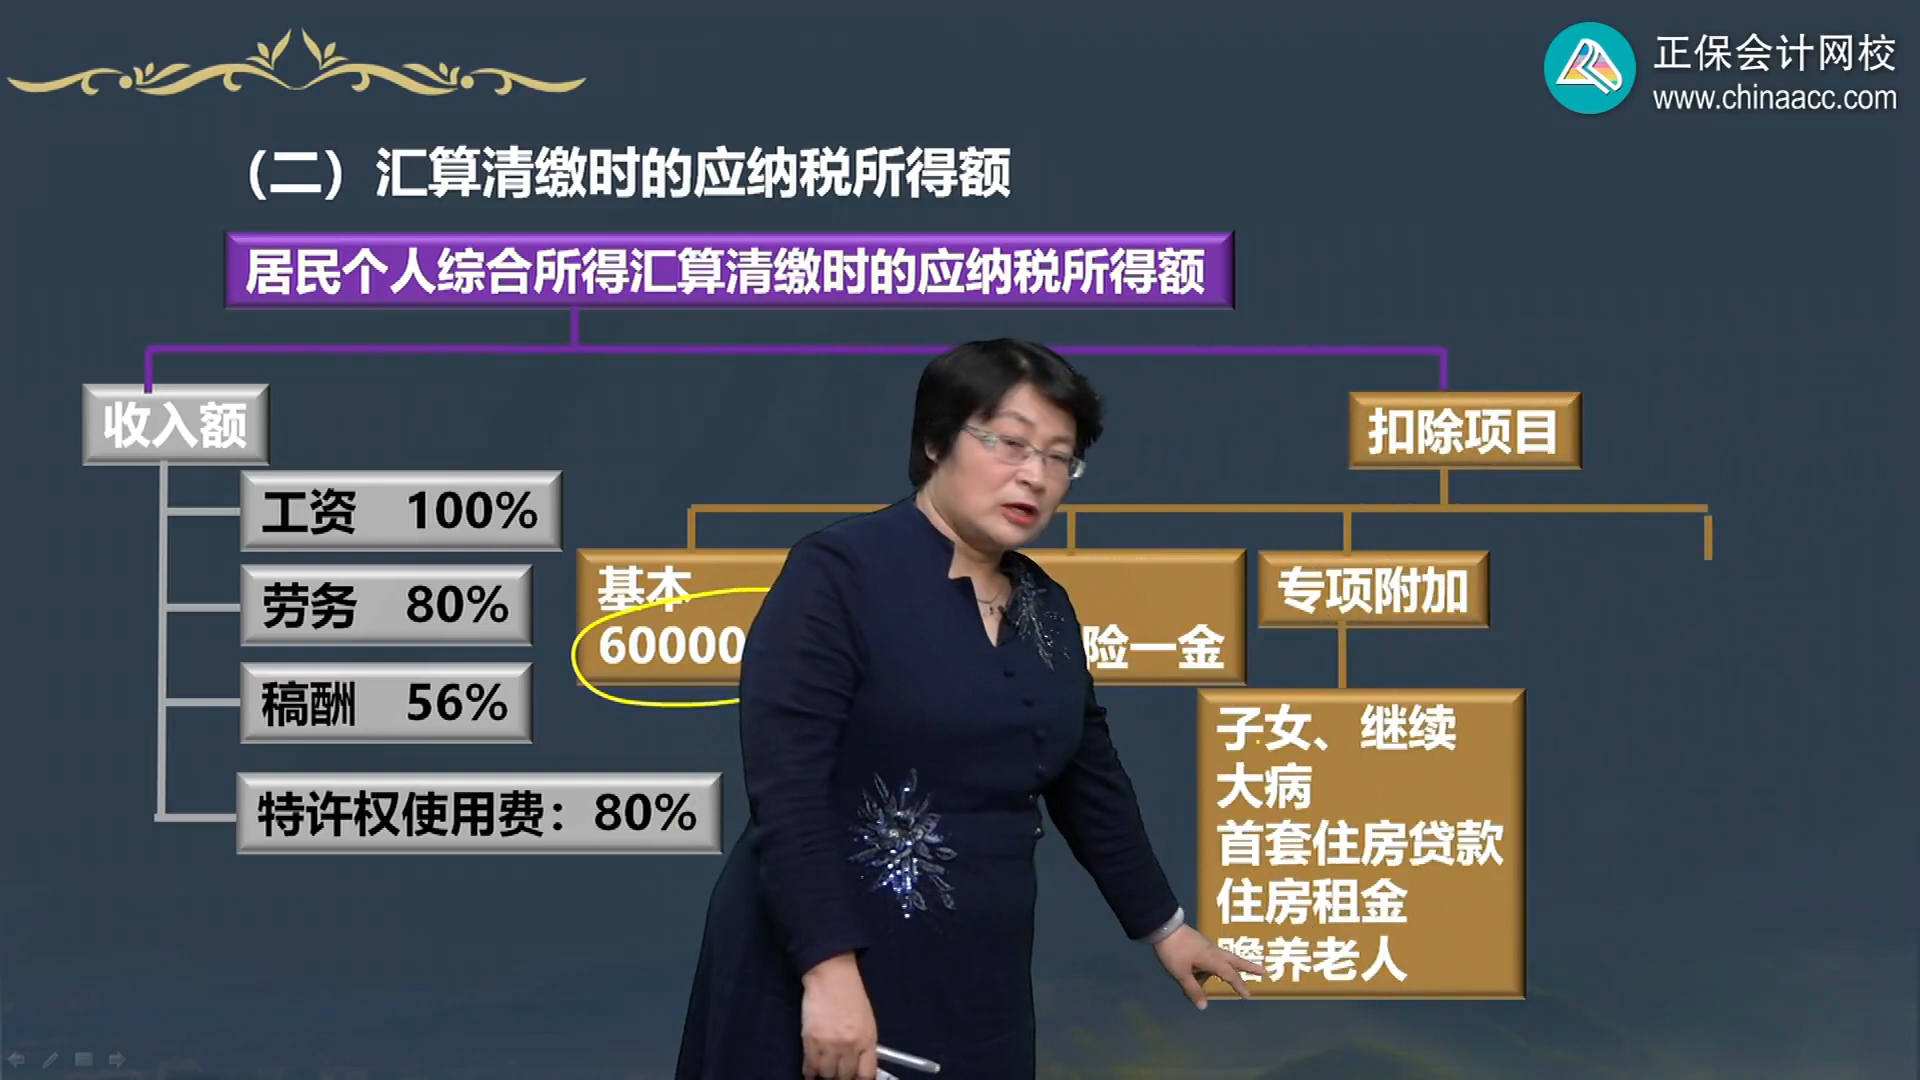 正保会计网校
www.chinaacc.com
（二）汇算清缴时的应纳税所得额
居民个人综合所得汇算清缴时的应纳税所得额
收入额
扣除项目
工资 100%
劳务 80%
稿酬 56%
特许权使用费：80%
基本
60000
险一金
专项附加
子女、继续
大病
首套住房贷款
住房租金
养老人